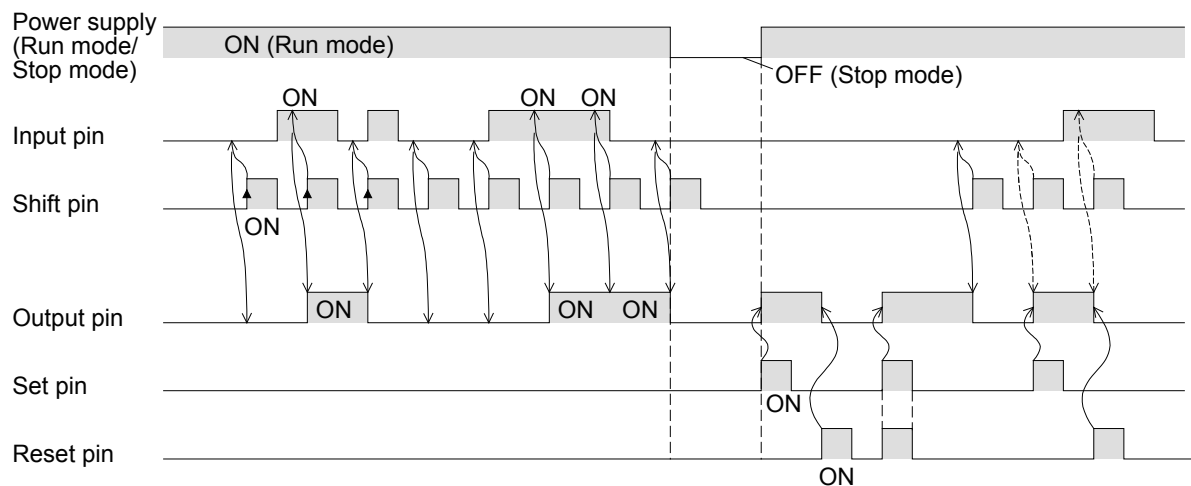 Power supply
(Run mode/
Stop mode)
ON (Run mode)
OFF (Stop mode)
ON
ON
ON
Input pin
Shift pin
ON
Output pin
ON
ON
ON
Set pin
ON
Reset pin
ON